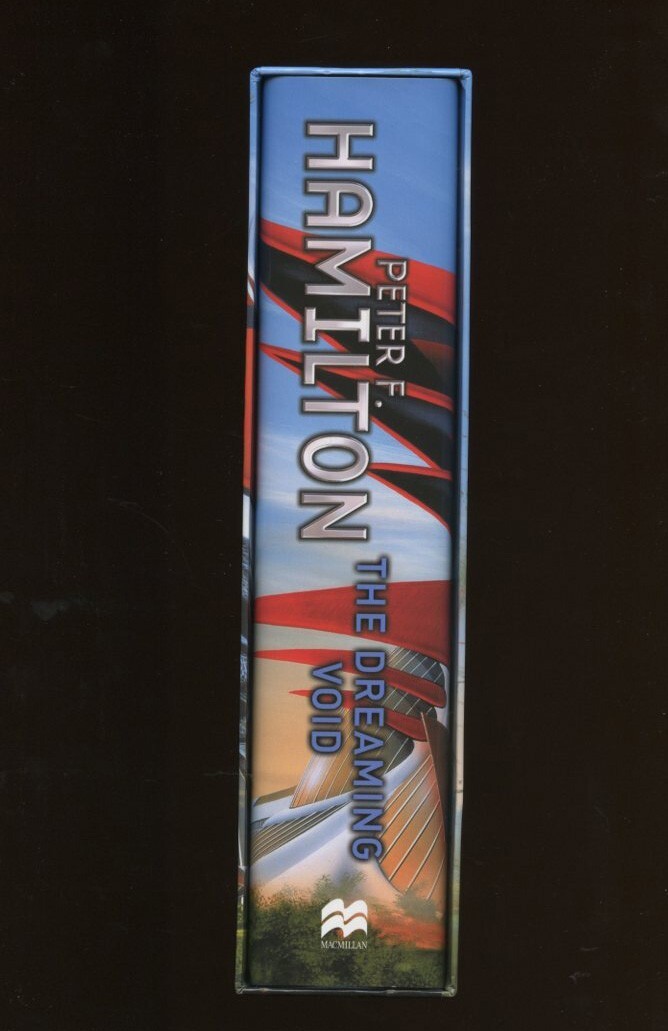 PETER F.
HAMILTON
THE DREAMING
VOID
MACMILLAN